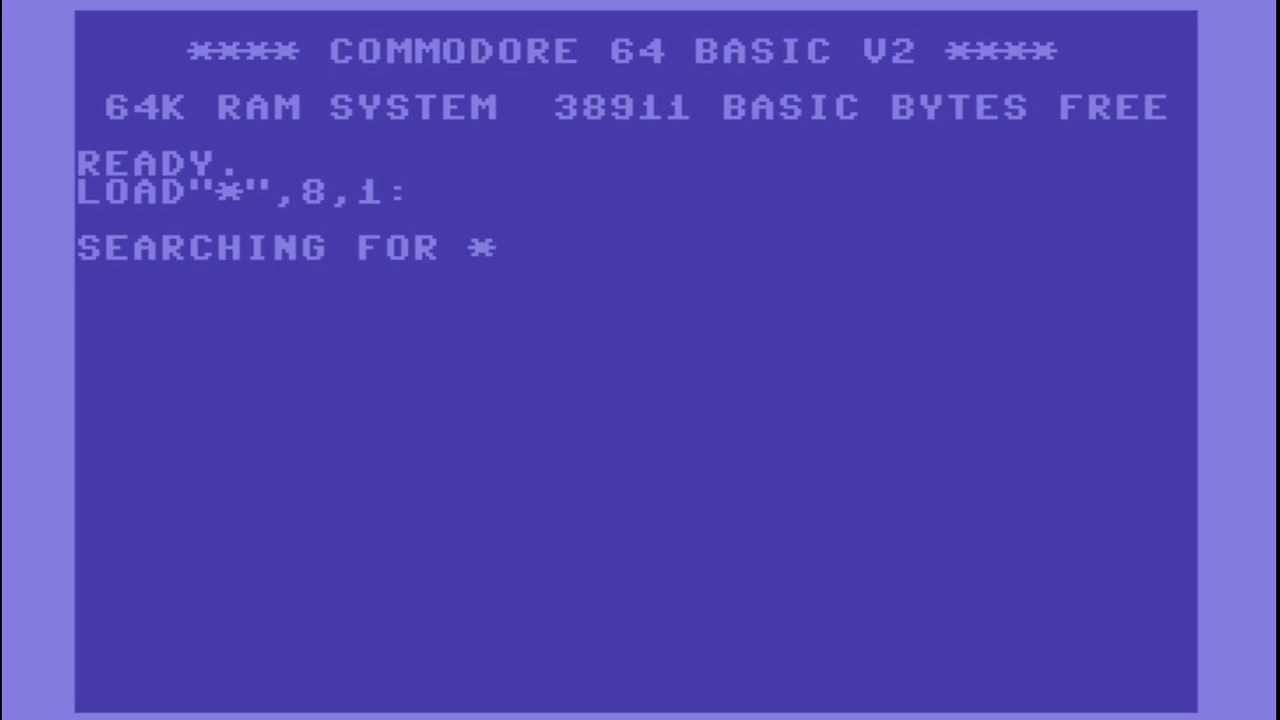 **** COMMODORE 64 BASIC V2 ****
64K RAM SYSTEM  38911 BASIC BYTES FREE
READY.
LOAD"*",8,1:
SEARCHING FOR *